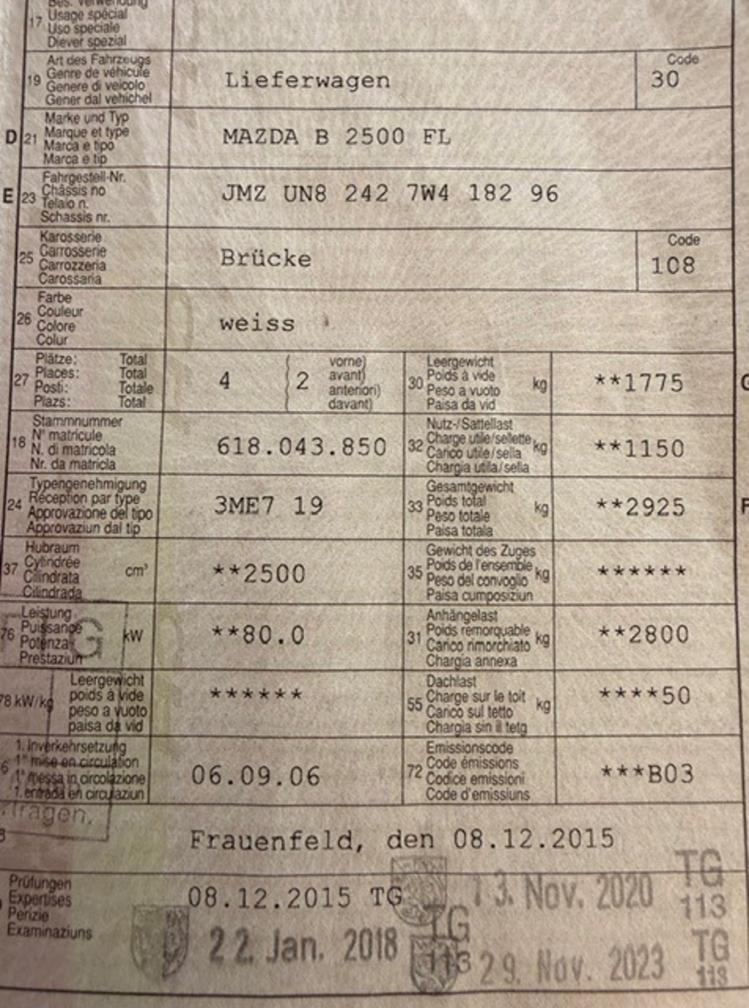 Bes. Verwendung
17 Usage spécial
Uso speciale
Diever spezial
19 Art des Fahrzeugs
Genre de véhicule
Genere di veicolo
Gener dal vehichel
Lieferwagen
Code
30
D 21 Marke und Typ
Marque et type
Marca e tipo
Marca e tip
MAZDA B 2500 FL
E 23 Fahrgestell-Nr.
Châssis no
Telaio n.
Schassis nr.
JMZ UN8 242 7W4 182 96
25 Karosserie
Carrosserie
Carrozzeria
Carossaria
Brücke
Code
108
26 Farbe
Couleur
Colore
Colur
weiss
27 Plätze: Total
Places: Total
Posti: Totale
Plazs: Total
4
2
vorne)
avant)
anteriori)
davant)
30 Leergewicht
Poids à vide
Peso a vuoto
Paisa da vid
kg
**1775
G
18 Stammnummer
N° matricule
N. di matricola
Nr. da matricla
618.043.850
32 Nutz-/Sattellast
Charge utile/sellette
Carico utile/sella
Chargia utila/sella
kg
**1150
24 Typengenehmigung
Réception par type
Approvazione del tipo
Approvaziun dal tip
3ME7 19
33 Gesamtgewicht
Poids total
Peso totale
Paisa totala
kg
**2925
F
37 Hubraum
Cylindrée
Cilindrata
Cilindrada
cm³
**2500
35 Gewicht des Zuges
Poids de l'ensemble
Peso del convoglio
Paisa cumposiziun
kg
******
76 Leistung
Puissance
Potenza
Prestaziun
G
kW
**80.0
31 Anhängelast
Poids remorquable
Carico rimorchiato
Chargia annexa
kg
**2800
78 kW/kg
Leergewicht
poids à vide
peso a vuoto
paisa da vid
******
55 Dachlast
Charge sur le toit
Carico sul tetto
Chargia sin il tetg
kg
****50
6 1. Inverkehrsetzung
1re mise en circulation
1a messa in circolazione
1. entrada en circulaziun
06.09.06
72 Emissionscode
Code émissions
Codice emissioni
Code d'emissiuns
***B03
tragen.
Frauenfeld, den 08.12.2015
Prüfungen
Expertises
Perizie
Examinaziuns
08.12.2015 TG
13. Nov. 2020
TG
113
22. Jan. 2018
TG
113
29. Nov. 2023
TG
113